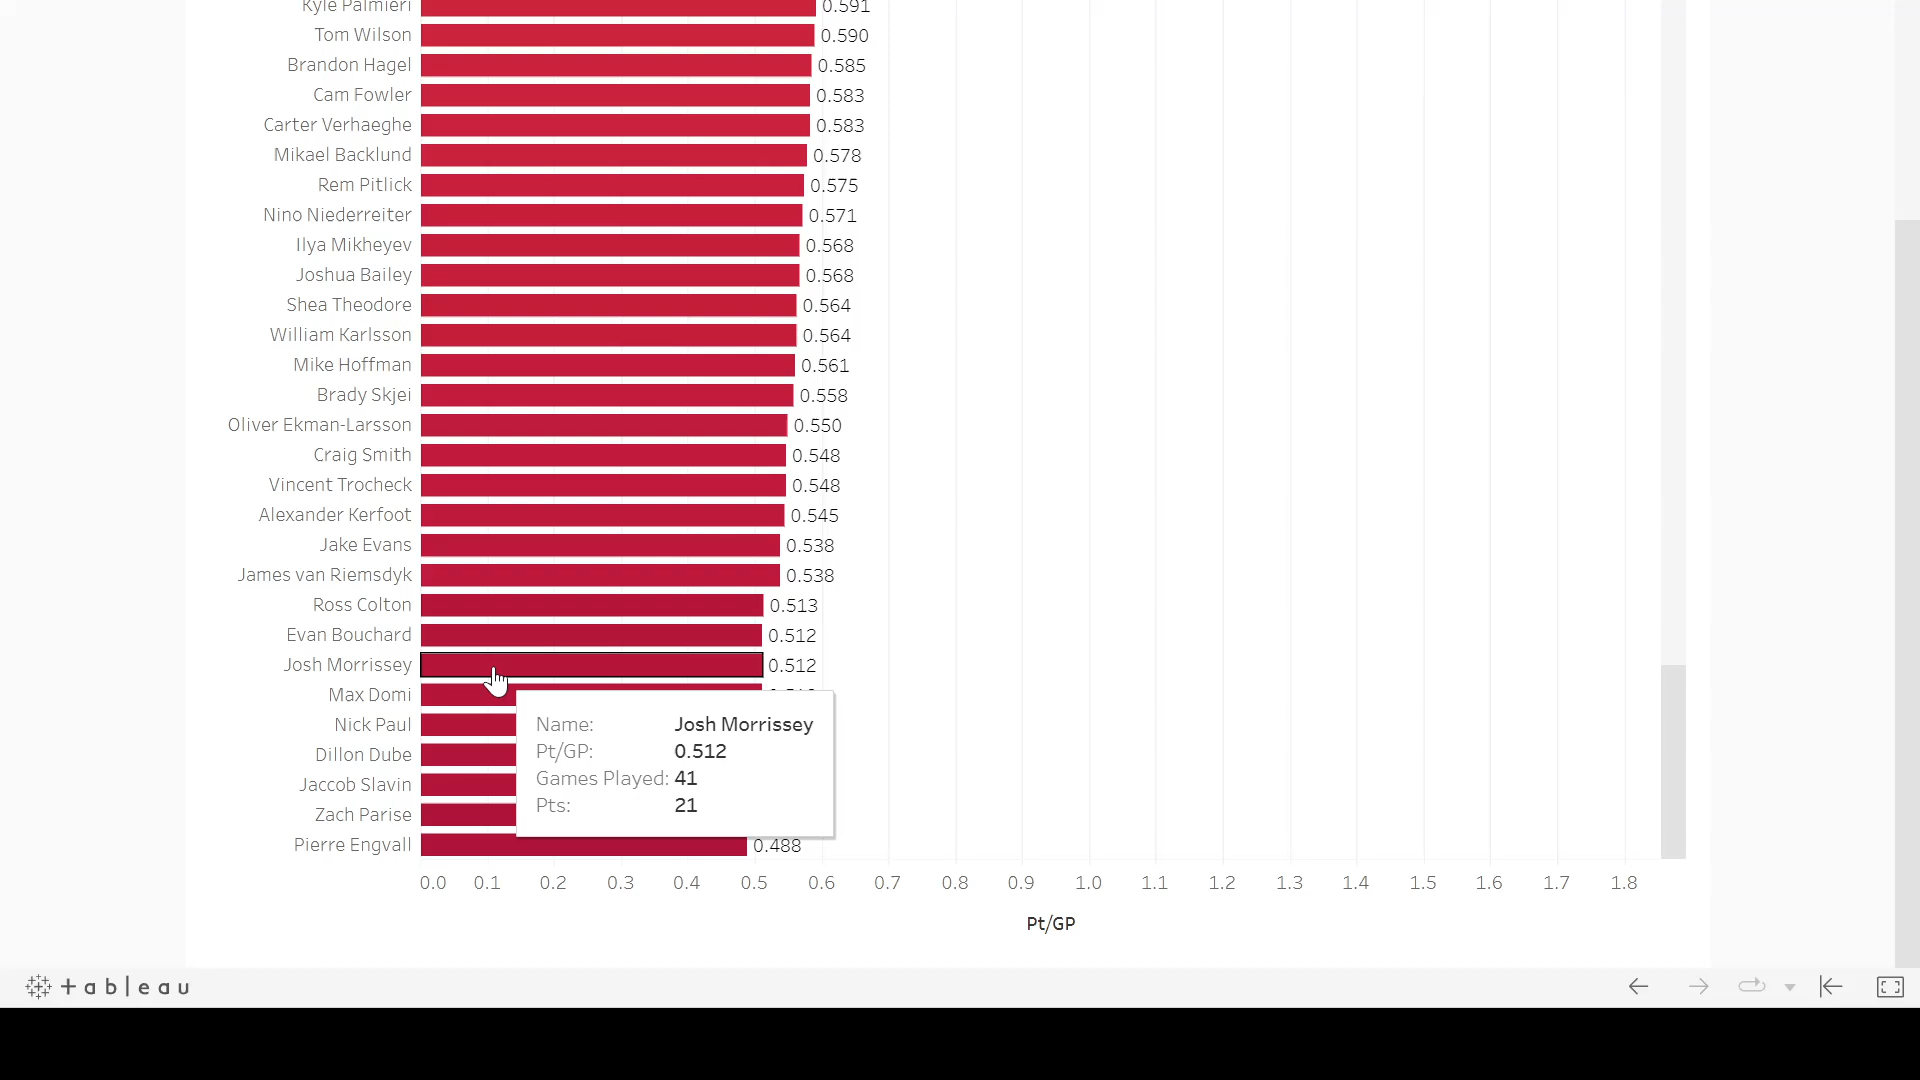 Kyle Palmieri 0.591
Tom Wilson 0.590
Brandon Hagel 0.585
Cam Fowler 0.583
Carter Verhaeghe 0.583
Mikael Backlund 0.578
Rem Pitlick 0.575
Nino Niederreiter 0.571
Ilya Mikheyev 0.568
Joshua Bailey 0.568
Shea Theodore 0.564
William Karlsson 0.564
Mike Hoffman 0.561
Brady Skjei 0.558
Oliver Ekman-Larsson 0.550
Craig Smith 0.548
Vincent Trocheck 0.548
Alexander Kerfoot 0.545
Jake Evans 0.538
James van Riemsdyk 0.538
Ross Colton 0.513
Evan Bouchard 0.512
Josh Morrissey 0.512
Max Domi
Nick Paul
Dillon Dube
Jaccob Slavin
Zach Parise
Pierre Engvall 0.488
Name: Josh Morrissey
Pt/GP: 0.512
Games Played: 41
Pts: 21
0.0 0.1 0.2 0.3 0.4 0.5 0.6 0.7 0.8 0.9 1.0 1.1 1.2 1.3 1.4 1.5 1.6 1.7 1.8
Pt/GP
+ a b l e a u